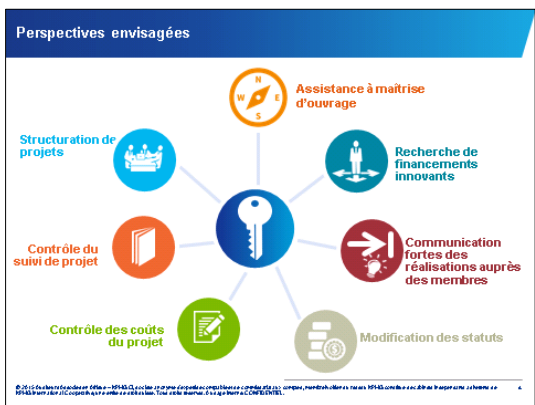 Perspectives envisagées
N
W E
S
Assistance à maîtrise
d'ouvrage
Structuration de
projets
Recherche de
financements
innovants
Contrôle du
suivi de projet
Communication
fortes des
réalisations auprès
des membres
Contrôle des coûts
du projet
Modification des statuts